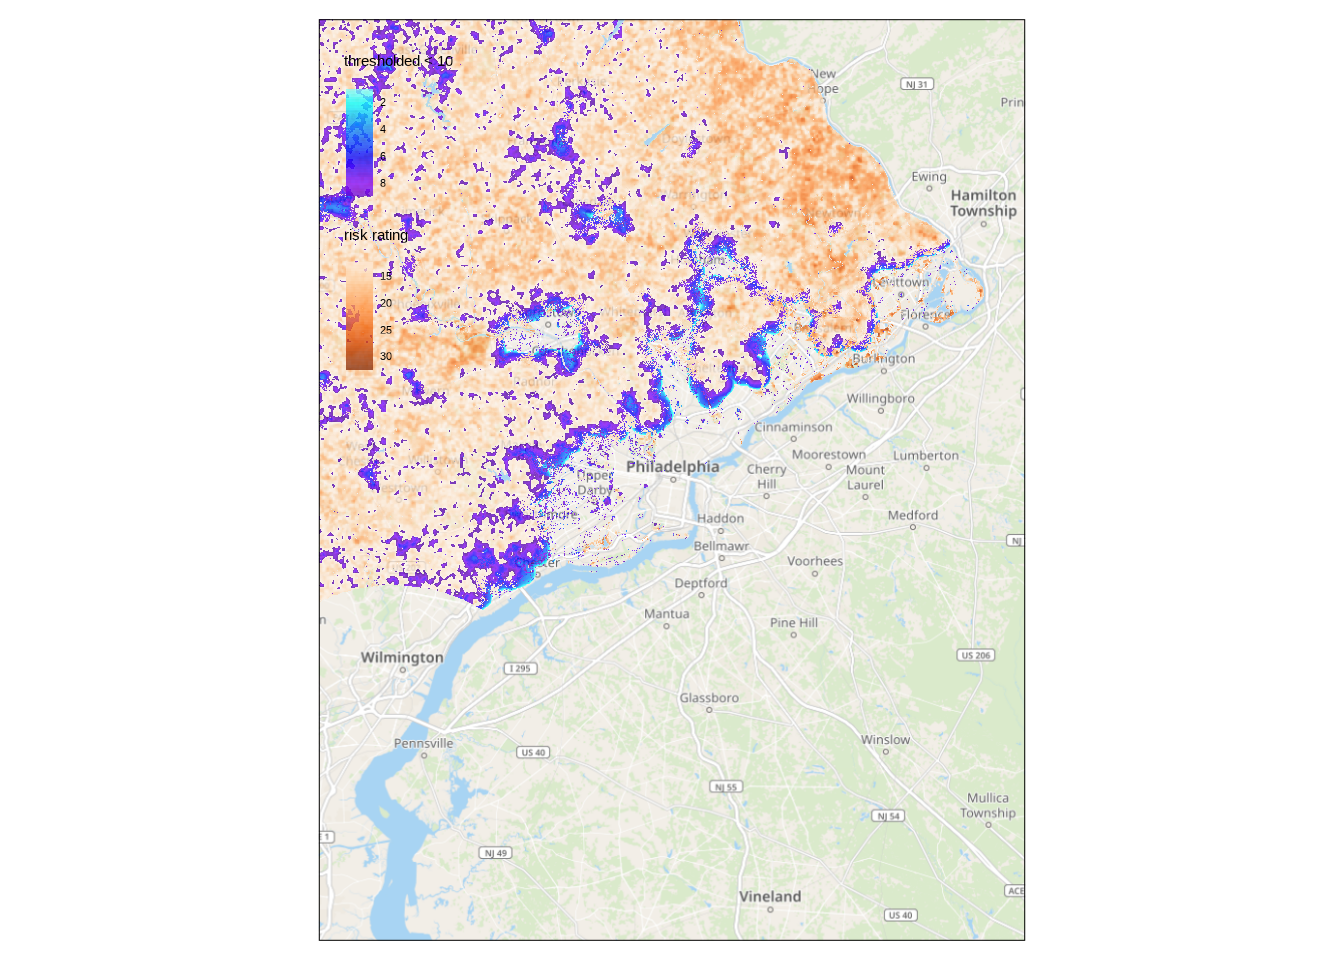 thresholded < 10
2
4
6
8
risk rating
15
20
25
30
New
NJ 31
Prin
Ewing
Hamilton
Township
Levittown
Florence
Burlington
Willingboro
Cinnaminson
Philadelphia
Moorestown
Lumberton
Cherry
Hill
Mount
Laurel
Upper
Darby
Medford
Haddon
NJ
Bellmawr
Voorhees
Chester
Deptford
Mantua
Pine Hill
Wilmington
I 295
US 206
Glassboro
Pennsville
US 40
Winslow
NJ 55
Mullica
Township
NJ 54
1
NJ 49
Vineland
ACE
US 40